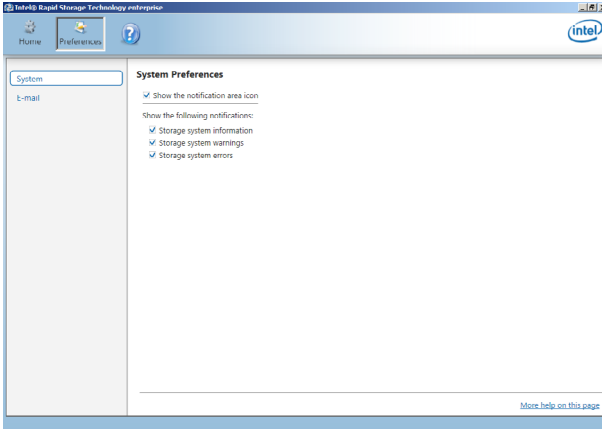 Intel® Rapid Storage Technology enterprise
Home
Preferences
?
intel
System
E-mail
System Preferences
Show the notification area icon
Show the following notifications:
Storage system information
Storage system warnings
Storage system errors
More help on this page